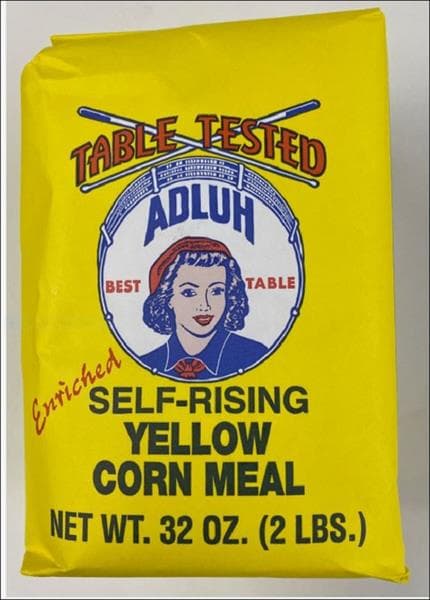 TABLE TESTED
ADLUH
BEST TABLE
Enriched
SELF-RISING
YELLOW
CORN MEAL
NET WT. 32 OZ. (2 LBS.)